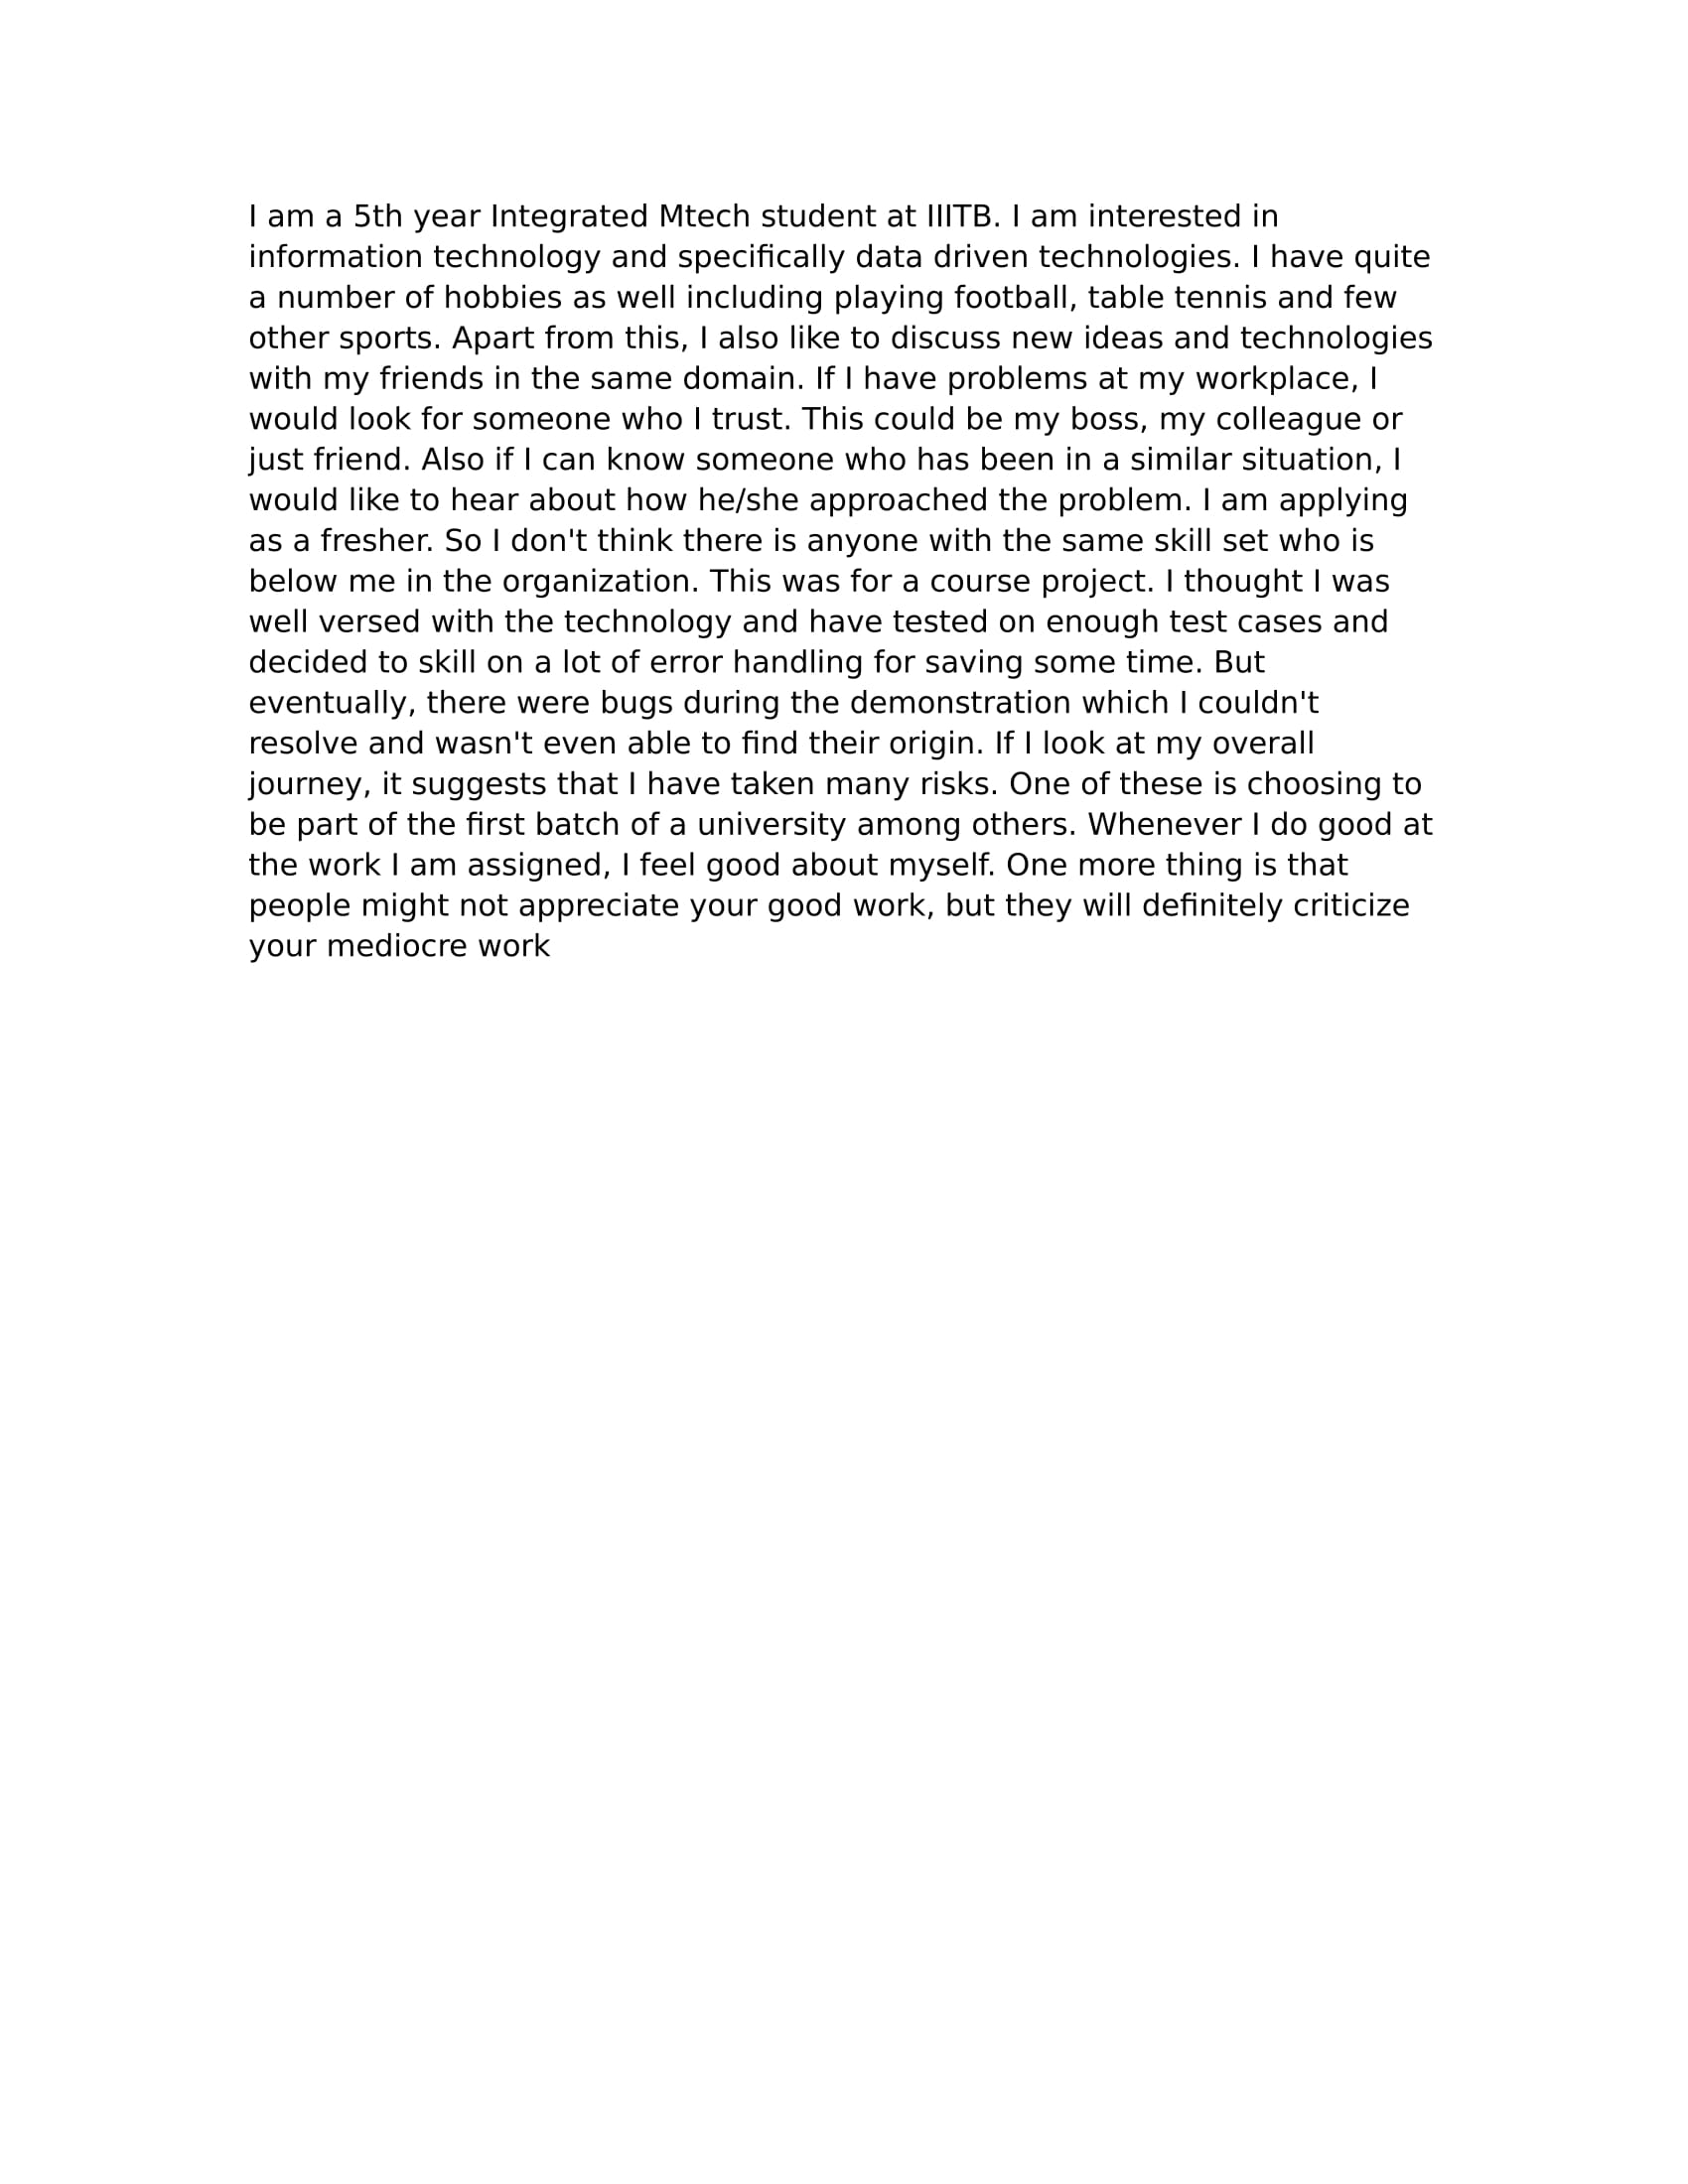 I am a 5th year Integrated Mtech student at IIITB. I am interested in
information technology and specifically data driven technologies. I have quite
a number of hobbies as well including playing football, table tennis and few
other sports. Apart from this, I also like to discuss new ideas and technologies
with my friends in the same domain. If I have problems at my workplace, I
would look for someone who I trust. This could be my boss, my colleague or
just friend. Also if I can know someone who has been in a similar situation, I
would like to hear about how he/she approached the problem. I am applying
as a fresher. So I don't think there is anyone with the same skill set who is
below me in the organization. This was for a course project. I thought I was
well versed with the technology and have tested on enough test cases and
decided to skill on a lot of error handling for saving some time. But
eventually, there were bugs during the demonstration which I couldn't
resolve and wasn't even able to find their origin. If I look at my overall
journey, it suggests that I have taken many risks. One of these is choosing to
be part of the first batch of a university among others. Whenever I do good at
the work I am assigned, I feel good about myself. One more thing is that
people might not appreciate your good work, but they will definitely criticize
your mediocre work